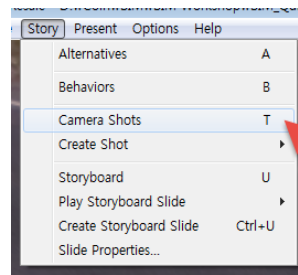 Story Present Options Help
Alternatives A
Behaviors B
Camera Shots T
Create Shot
Storyboard U
Play Storyboard Slide
Create Storyboard Slide Ctrl+U
Slide Properties...